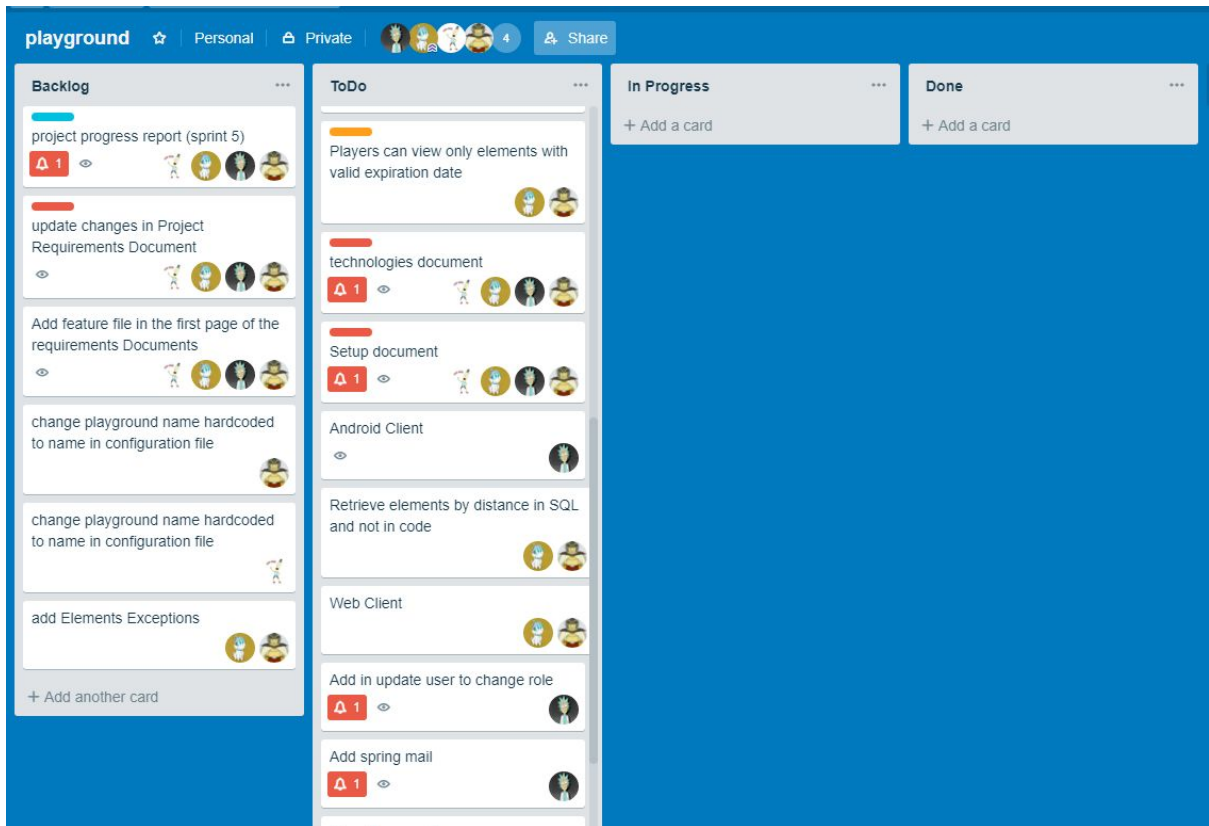 playground
Personal
Private
4
Share
Backlog
project progress report (sprint 5)
1
update changes in Project
Requirements Document
Add feature file in the first page of the
requirements Documents
change playground name hardcoded
to name in configuration file
change playground name hardcoded
to name in configuration file
add Elements Exceptions
+ Add another card
ToDo
Players can view only elements with
valid expiration date
technologies document
1
Setup document
1
Android Client
Retrieve elements by distance in SQL
and not in code
Web Client
Add in update user to change role
1
Add spring mail
1
In Progress
+ Add a card
Done
+ Add a card